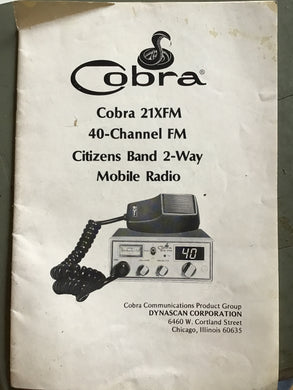 Cobra®
Cobra 21XFM
40-Channel FM
Citizens Band 2-Way
Mobile Radio
40
Cobra Communications Product Group
DYNASCAN CORPORATION
6460 W. Cortland Street
Chicago, Illinois 60635